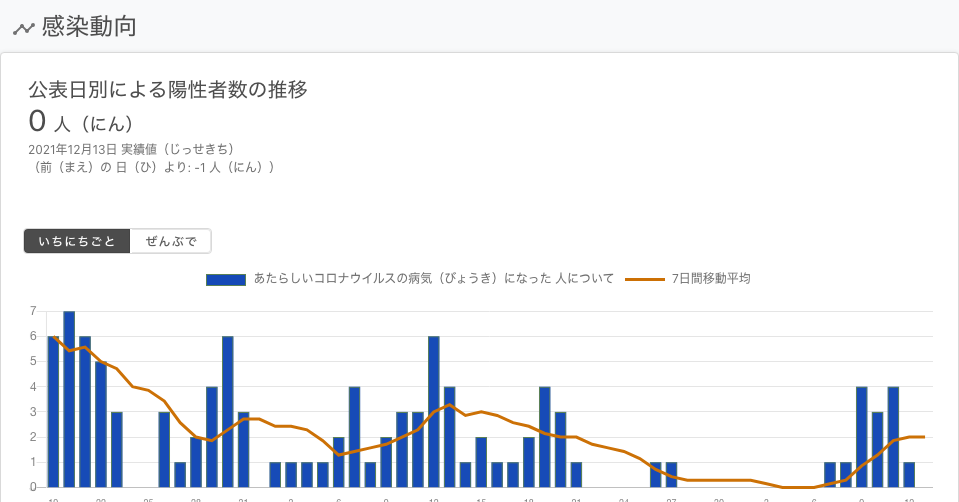 感染動向
公表日別による陽性者数の推移
0 人（にん）
2021年12月13日 実績値（じっせきち）
（前（まえ）の 日（ひ）より: -1 人（にん））
いちにちごと ぜんぶで
あたらしいコロナウイルスの病気（びょうき）になった 人について 7日間移動平均
7
6
5
4
3
2
1
0